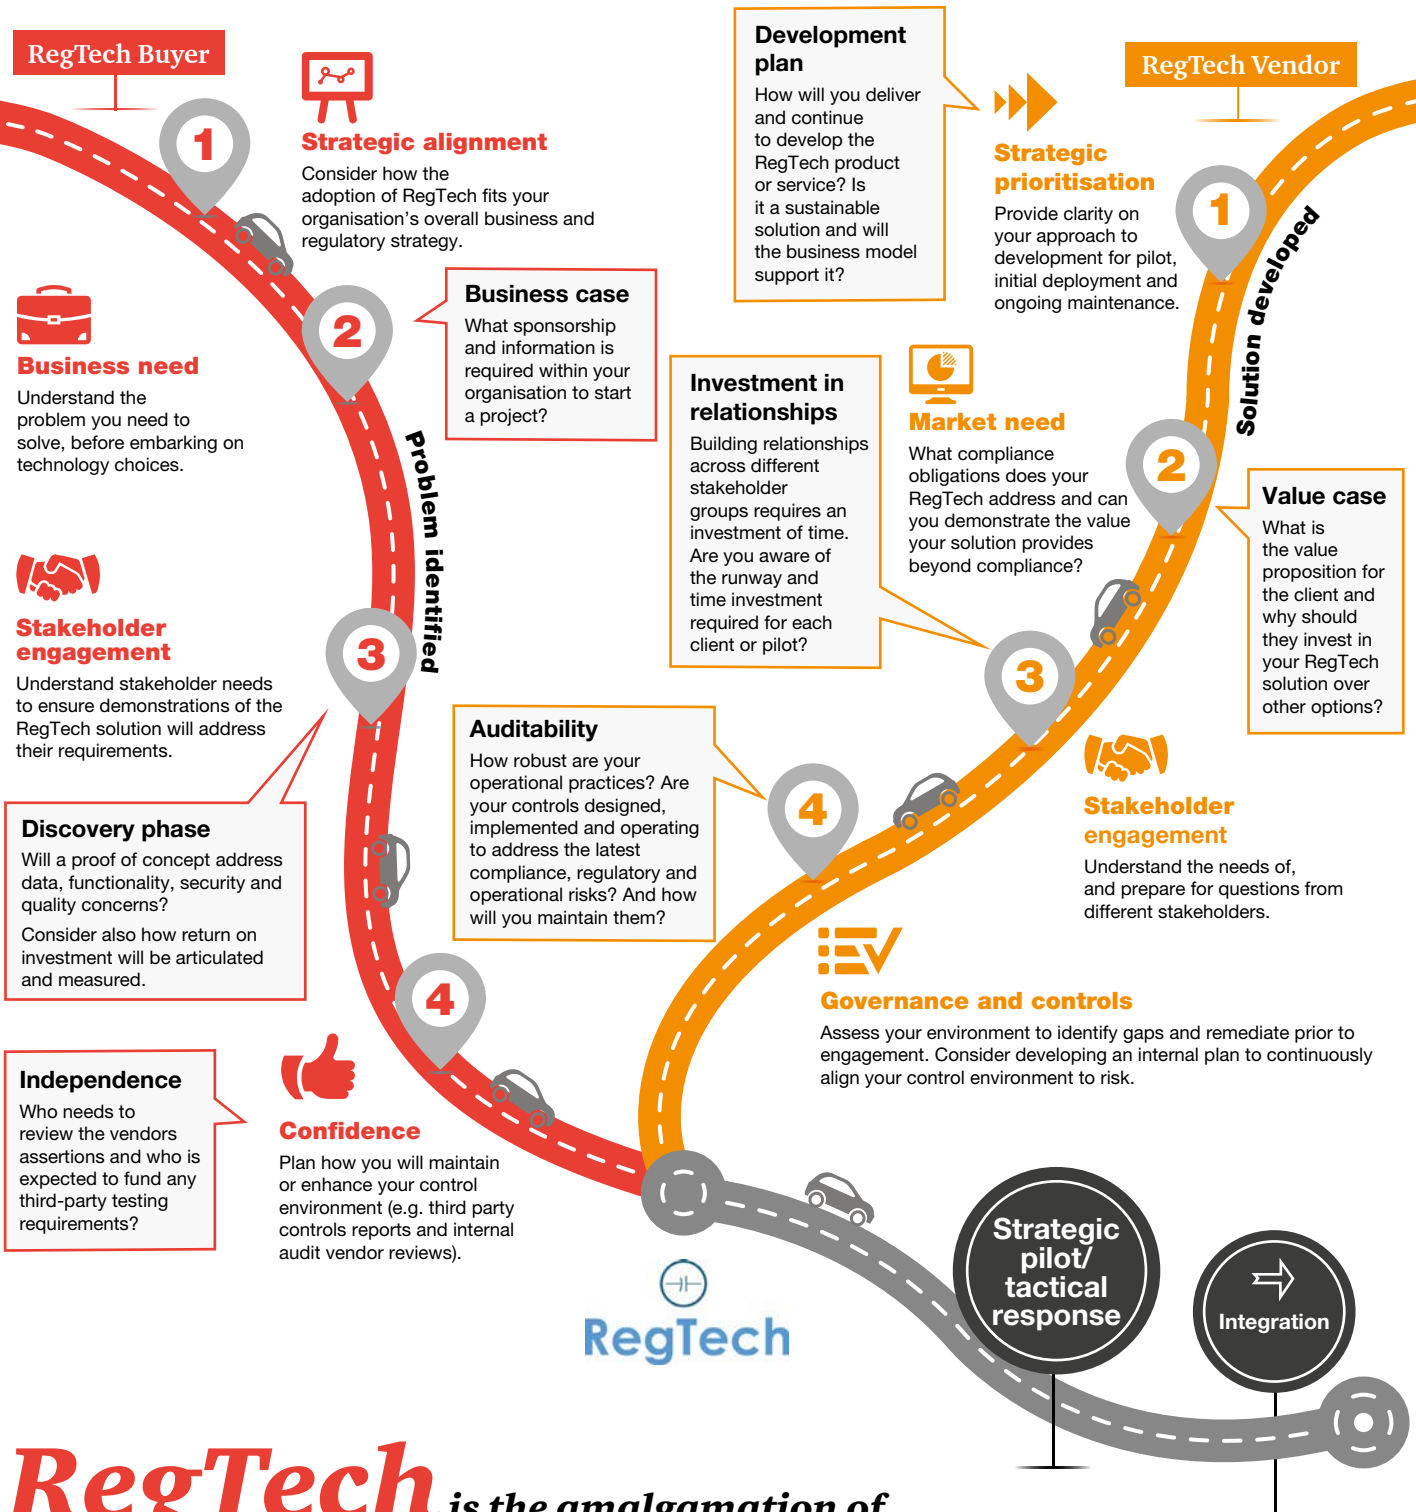 RegTech Buyer
1
Strategic alignment
Consider how the
adoption of RegTech fits your
organisation's overall business and
regulatory strategy.
Business need
Understand the
problem you need to
solve, before embarking on
technology choices.
2
Business case
What sponsorship
and information is
required within your
organisation to start
a project?
Problem identified
Stakeholder
engagement
Understand stakeholder needs
to ensure demonstrations of the
RegTech solution will address
their requirements.
3
Discovery phase
Will a proof of concept address
data, functionality, security and
quality concerns?
Consider also how return on
investment will be articulated
and measured.
4
Independence
Who needs to
review the vendors
assertions and who is
expected to fund any
third-party testing
requirements?
Confidence
Plan how you will maintain
or enhance your control
environment (e.g. third party
controls reports and internal
audit vendor reviews).
RegTech Vendor
Development
plan
How will you deliver
and continue
to develop the
RegTech product
or service? Is
it a sustainable
solution and will
the business model
support it?
Strategic
prioritisation
Provide clarity on
your approach to
development for pilot,
initial deployment and
ongoing maintenance.
1
Solution developed
Market need
What compliance
obligations does your
RegTech address and can
you demonstrate the value
your solution provides
beyond compliance?
2
Value case
What is
the value
proposition for
the client and
why should
they invest in
your RegTech
solution over
other options?
Investment in
relationships
Building relationships
across different
stakeholder
groups requires an
investment of time.
Are you aware of
the runway and
time investment
required for each
client or pilot?
3
Stakeholder
engagement
Understand the needs of,
and prepare for questions from
different stakeholders.
Auditability
How robust are your
operational practices? Are
your controls designed,
implemented and operating
to address the latest
compliance, regulatory and
operational risks? And how
will you maintain them?
4
Governance and controls
Assess your environment to identify gaps and remediate prior to
engagement. Consider developing an internal plan to continuously
align your control environment to risk.
RegTech
Strategic
pilot/
tactical
response
Integration
RegTech is the amalgamation of